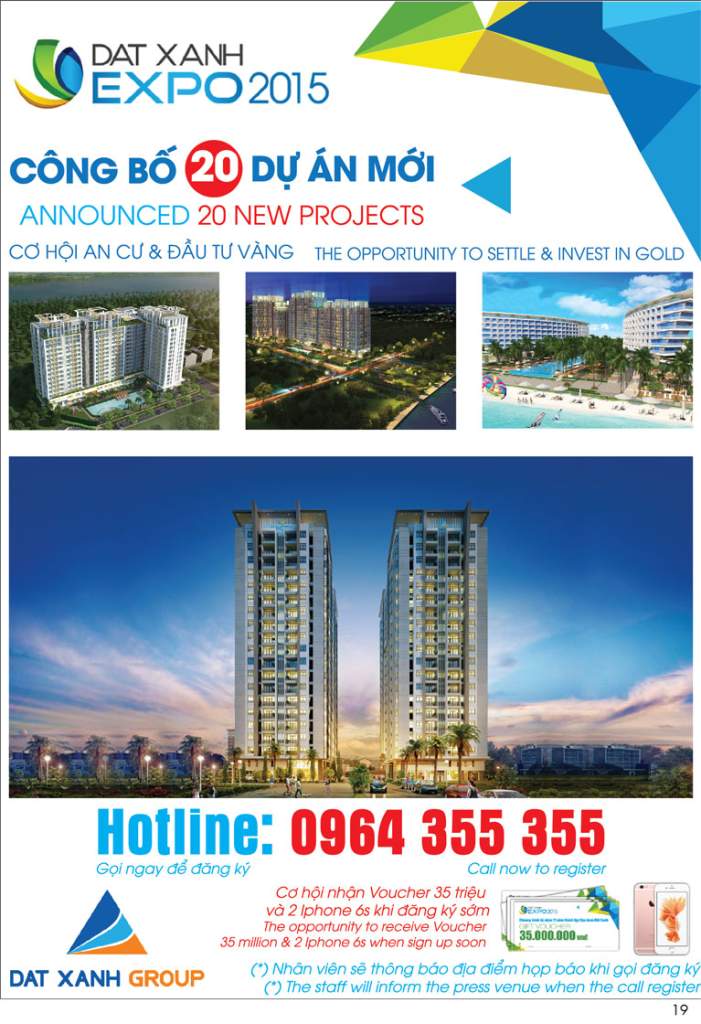 DAT XANH
EXPO 2015
CÔNG BỐ 20 DỰ ÁN MỚI
ANNOUNCED 20 NEW PROJECTS
CƠ HỘI AN CƯ & ĐẦU TƯ VÀNG THE OPPORTUNITY TO SETTLE & INVEST IN GOLD
Hotline: 0964 355 355
Gọi ngay để đăng ký Call now to register
Cơ hội nhận Voucher 35 triệu
và 2 Iphone 6s khi đăng ký sớm
The opportunity to receive Voucher
35 million & 2 Iphone 6s when sign up soon
EXPO2015
GIFT VOUCHER
35.000.000 VNĐ
DAT XANH GROUP
(*) Nhân viên sẽ thông báo địa điểm họp báo khi gọi đăng ký
(*) The staff will inform the press venue when the call register
19